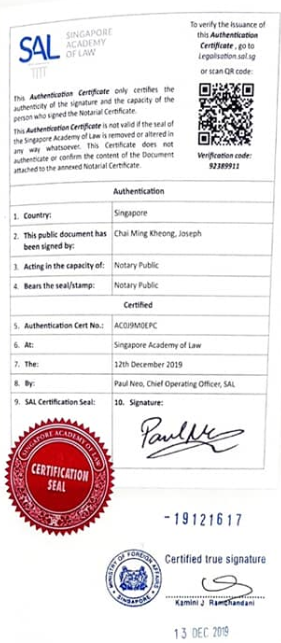 SAL
SINGAPORE
ACADEMY
OF LAW
To verify the issuance of
this Authentication
Certificate, go to
Legalisation.sal.sg
or scan QR code:
Verification code:
92389911
This Authentication Certificate only certifies the
authenticity of the signature and the capacity of the
person who signed the Notarial Certificate.
This Authentication Certificate is not valid if the seal of
the Singapore Academy of Law is removed or altered in
any way whatsoever. This Certificate does not
authenticate or confirm the content of the Document
attached to the annexed Notarial Certificate.
Authentication
1. Country: Singapore
2. This public document has been signed by: Chai Ming Kheong, Joseph
3. Acting in the capacity of: Notary Public
4. Bears the seal/stamp: Notary Public
Certified
5. Authentication Cert No.: AC0J9M0EPC
6. At: Singapore Academy of Law
7. The: 12th December 2019
8. By: Paul Neo, Chief Operating Officer, SAL
9. SAL Certification Seal: 10. Signature:
Paul Neo
SINGAPORE ACADEMY OF LAW
CERTIFICATION
SEAL
-19121617
MINISTRY OF FOREIGN AFFAIRS
SINGAPORE
Certified true signature
Kamini J Ramchandani
13 DEC 2019